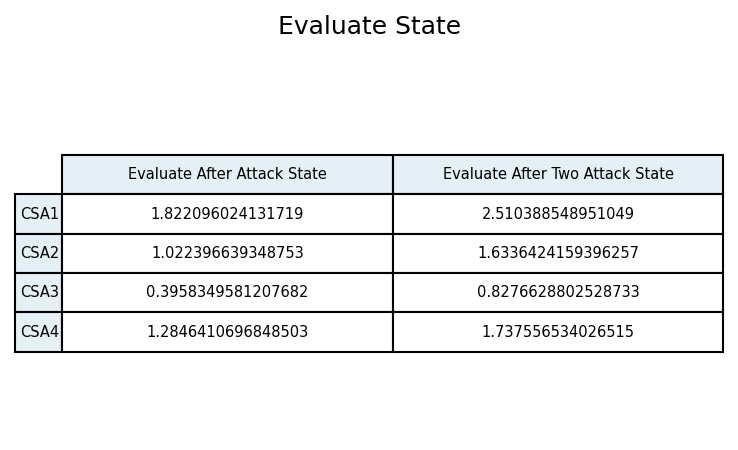 Evaluate State
Evaluate After Attack State Evaluate After Two Attack State
CSA1 1.822096024131719 2.510388548951049
CSA2 1.022396639348753 1.6336424159396257
CSA3 0.3958349581207682 0.8276628802528733
CSA4 1.2846410696848503 1.737556534026515